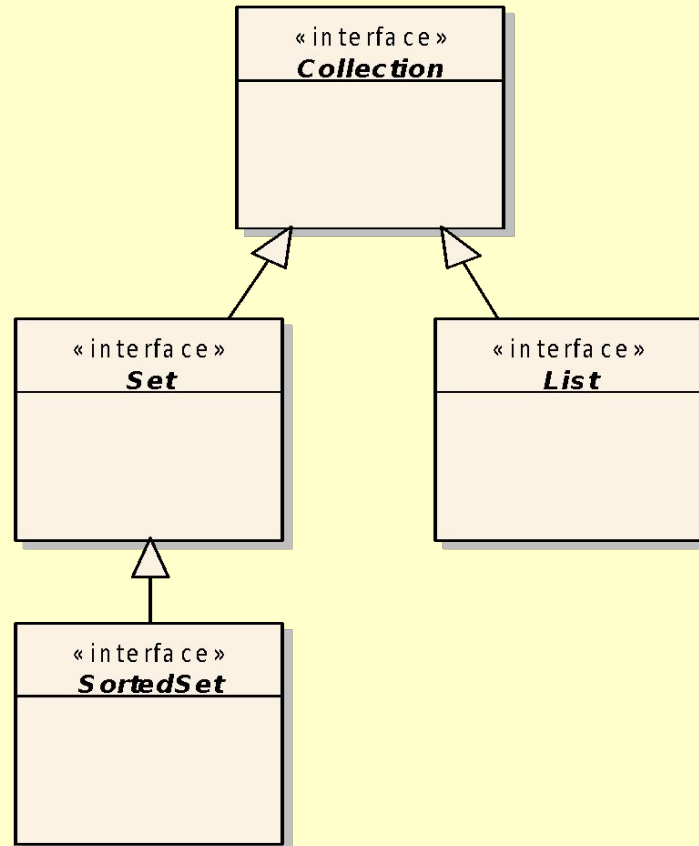 «interface»
Collection
«interface»
Set
«interface»
List
«interface»
SortedSet